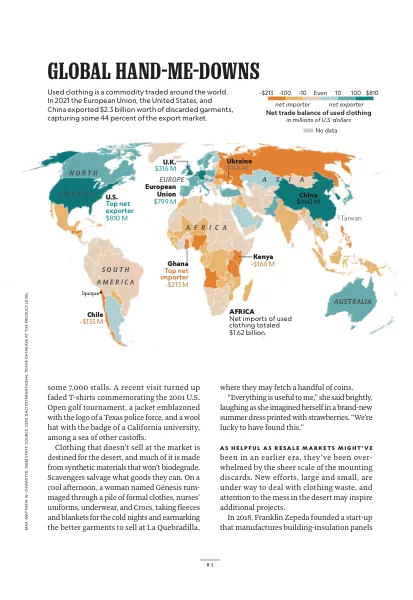 GLOBAL HAND-ME-DOWNS
Used clothing is a commodity traded around the world.
In 2021 the European Union, the United States, and
China exported $2.3 billion worth of discarded garments,
capturing some 44 percent of the export market.
-$213 -100 -10 Even 10 100 $810
net importer net exporter
Net trade balance of used clothing
in millions of U.S. dollars
No data
NORTH
AMERICA
U.S.
Top net
exporter
$810 M
U.K.
$316 M
EUROPE
European
Union
$799 M
Ukraine
ASIA
China
$660 M
Taiwan
AFRICA
Ghana
Top net
importer
-$213 M
Kenya
-$168 M
SOUTH
AMERICA
Iquique
Chile
-$135 M
AFRICA
Net imports of used
clothing totaled
$1.62 billion.
AUSTRALIA
some 7,000 stalls. A recent visit turned up
faded T-shirts commemorating the 2001 U.S.
Open golf tournament, a jacket emblazoned
with the logo of a Texas police force, and a wool
hat with the badge of a California university,
among a sea of other castoffs.
Clothing that doesn't sell at the market is
destined for the desert, and much of it is made
from synthetic materials that won't biodegrade.
Scavengers salvage what goods they can. On a
cool afternoon, a woman named Génesis rum-
maged through a pile of formal clothes, nurses'
uniforms, underwear, and Crocs, taking fleeces
and blankets for the cold nights and earmarking
the better garments to sell at La Quebradilla,
where they may fetch a handful of coins.
"Everything is useful to me," she said brightly,
laughing as she imagined herself in a brand-new
summer dress printed with strawberries. "We're
lucky to have found this."
AS HELPFUL AS RESALE MARKETS MIGHT'VE
been in an earlier era, they've been over-
whelmed by the sheer scale of the mounting
discards. New efforts, large and small, are
under way to deal with clothing waste, and
attention to the mess in the desert may inspire
additional projects.
In 2018, Franklin Zepeda founded a start-up
that manufactures building-insulation panels